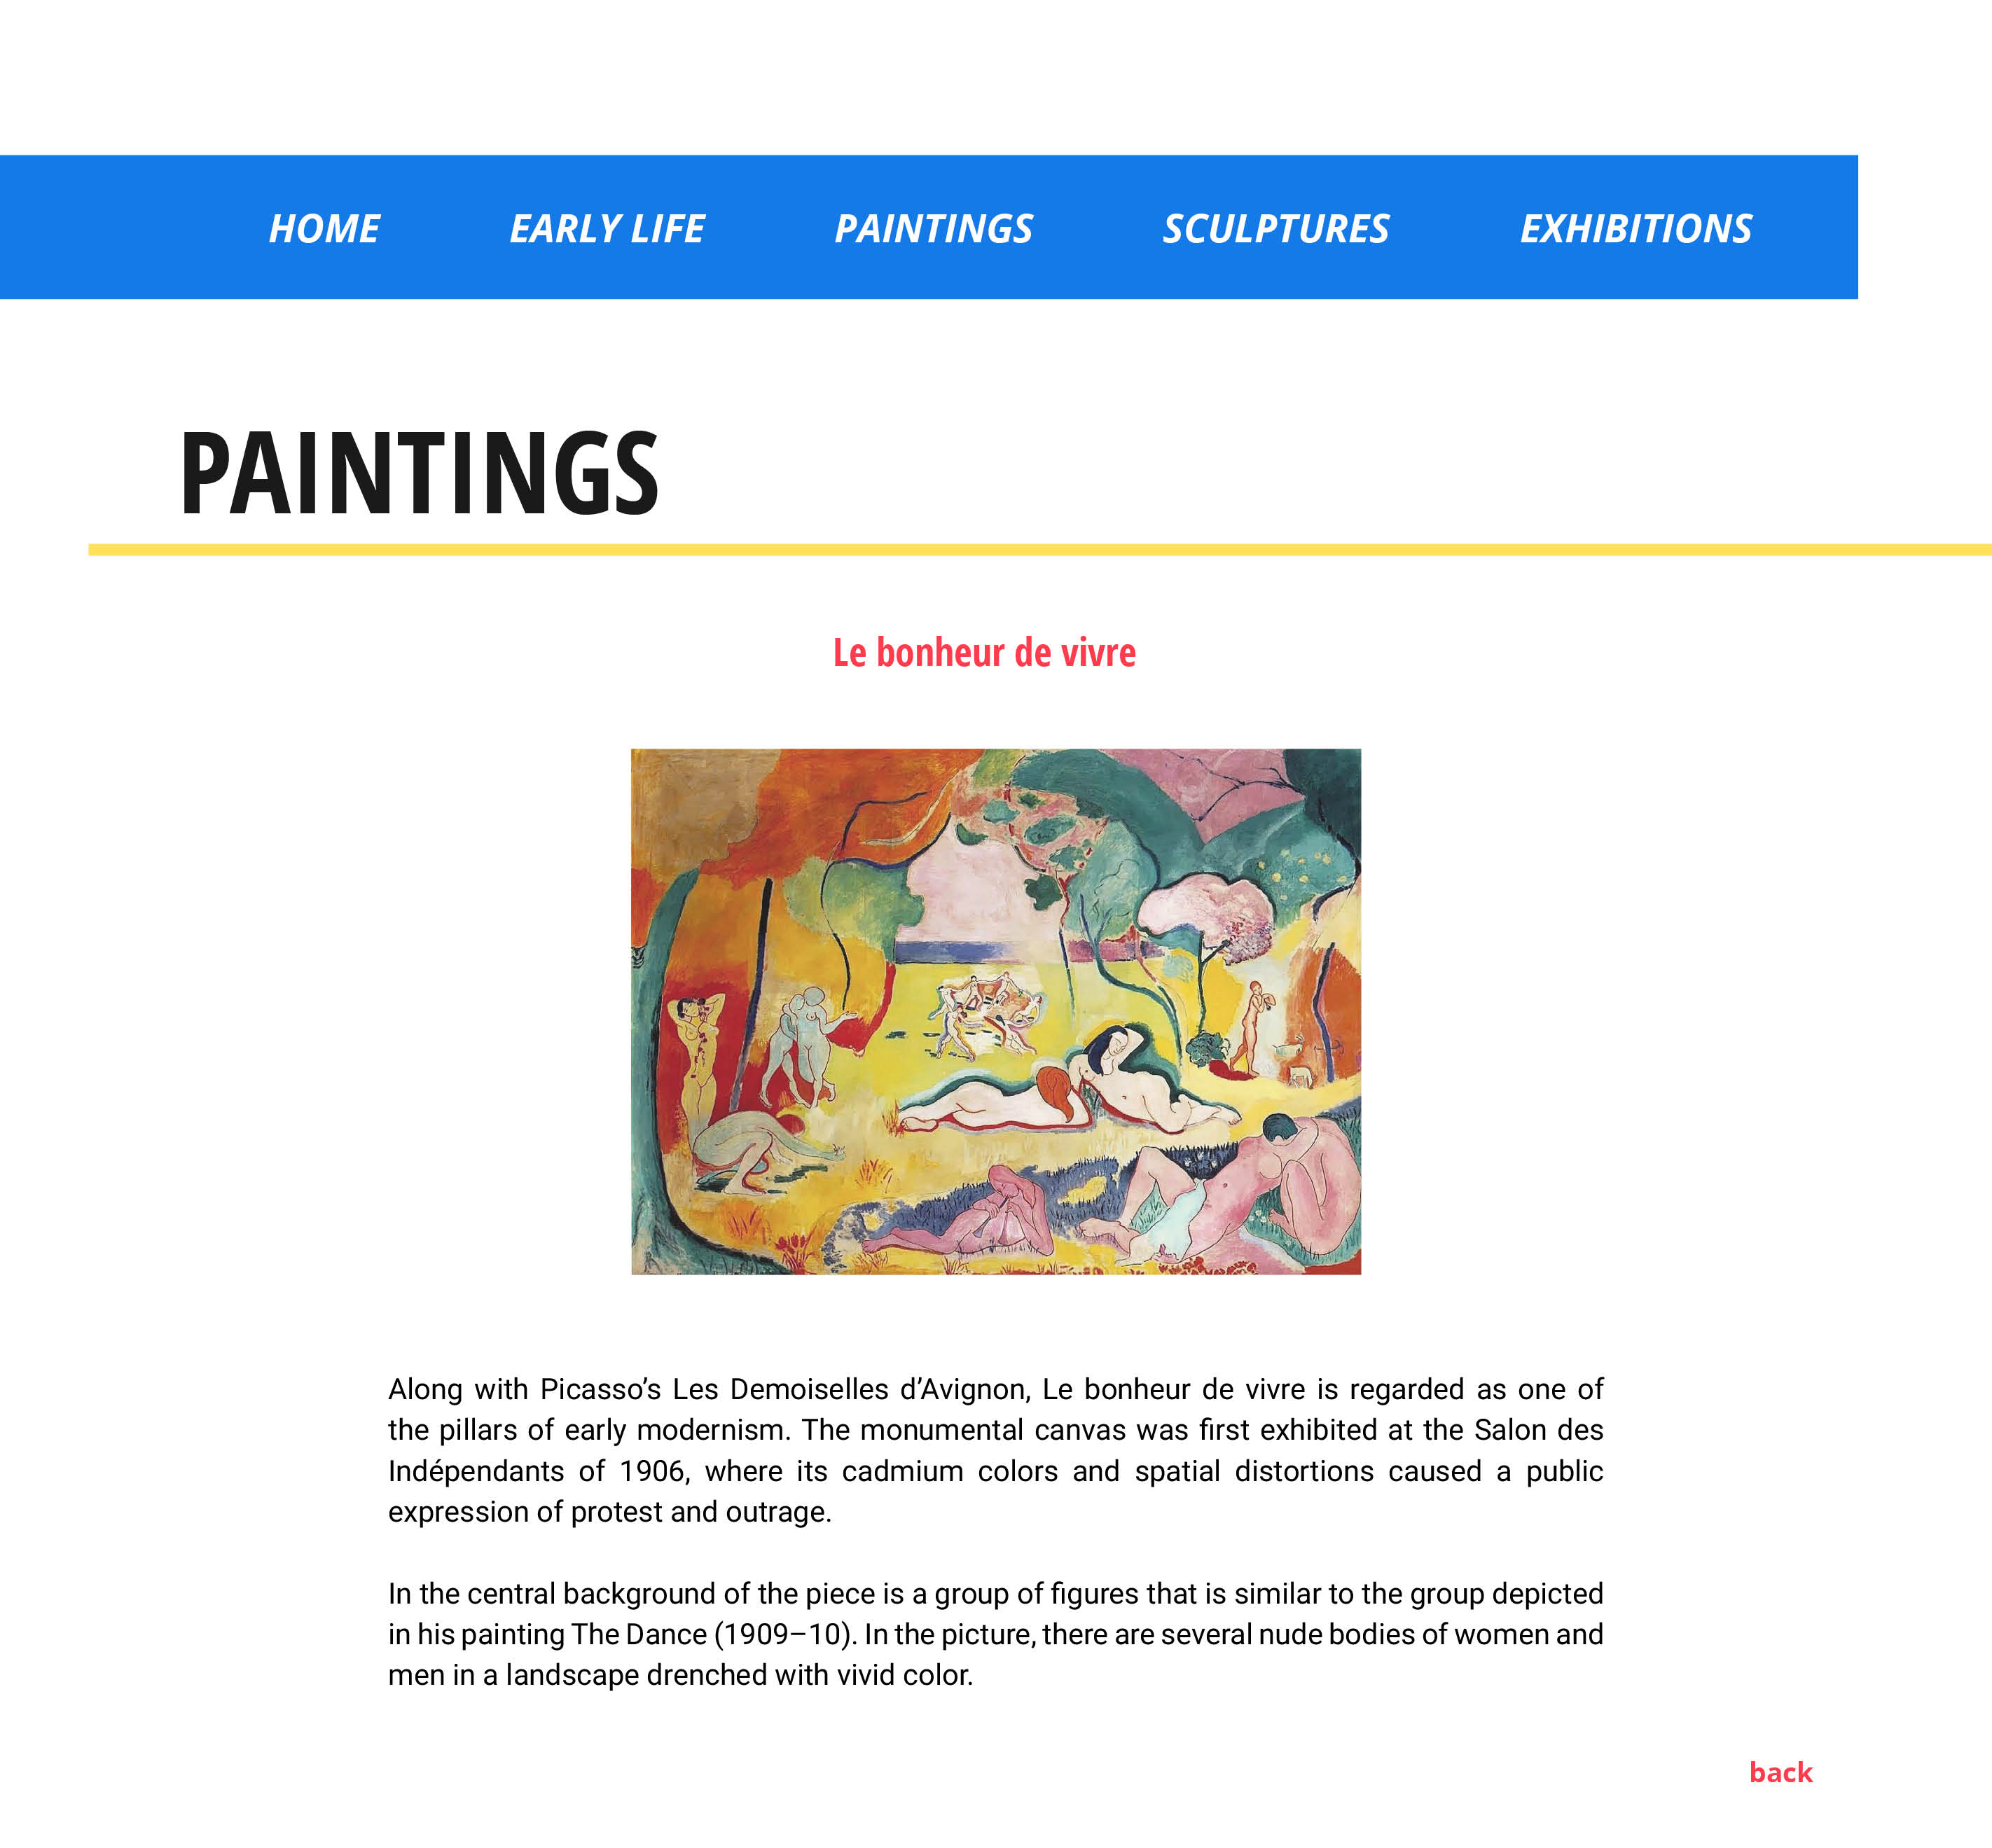 HOME EARLY LIFE PAINTINGS SCULPTURES EXHIBITIONS
PAINTINGS
Le bonheur de vivre
Along with Picasso’s Les Demoiselles d’Avignon, Le bonheur de vivre is regarded as one of
the pillars of early modernism. The monumental canvas was first exhibited at the Salon des
Indépendants of 1906, where its cadmium colors and spatial distortions caused a public
expression of protest and outrage.
In the central background of the piece is a group of figures that is similar to the group depicted
in his painting The Dance (1909–10). In the picture, there are several nude bodies of women and
men in a landscape drenched with vivid color.
back